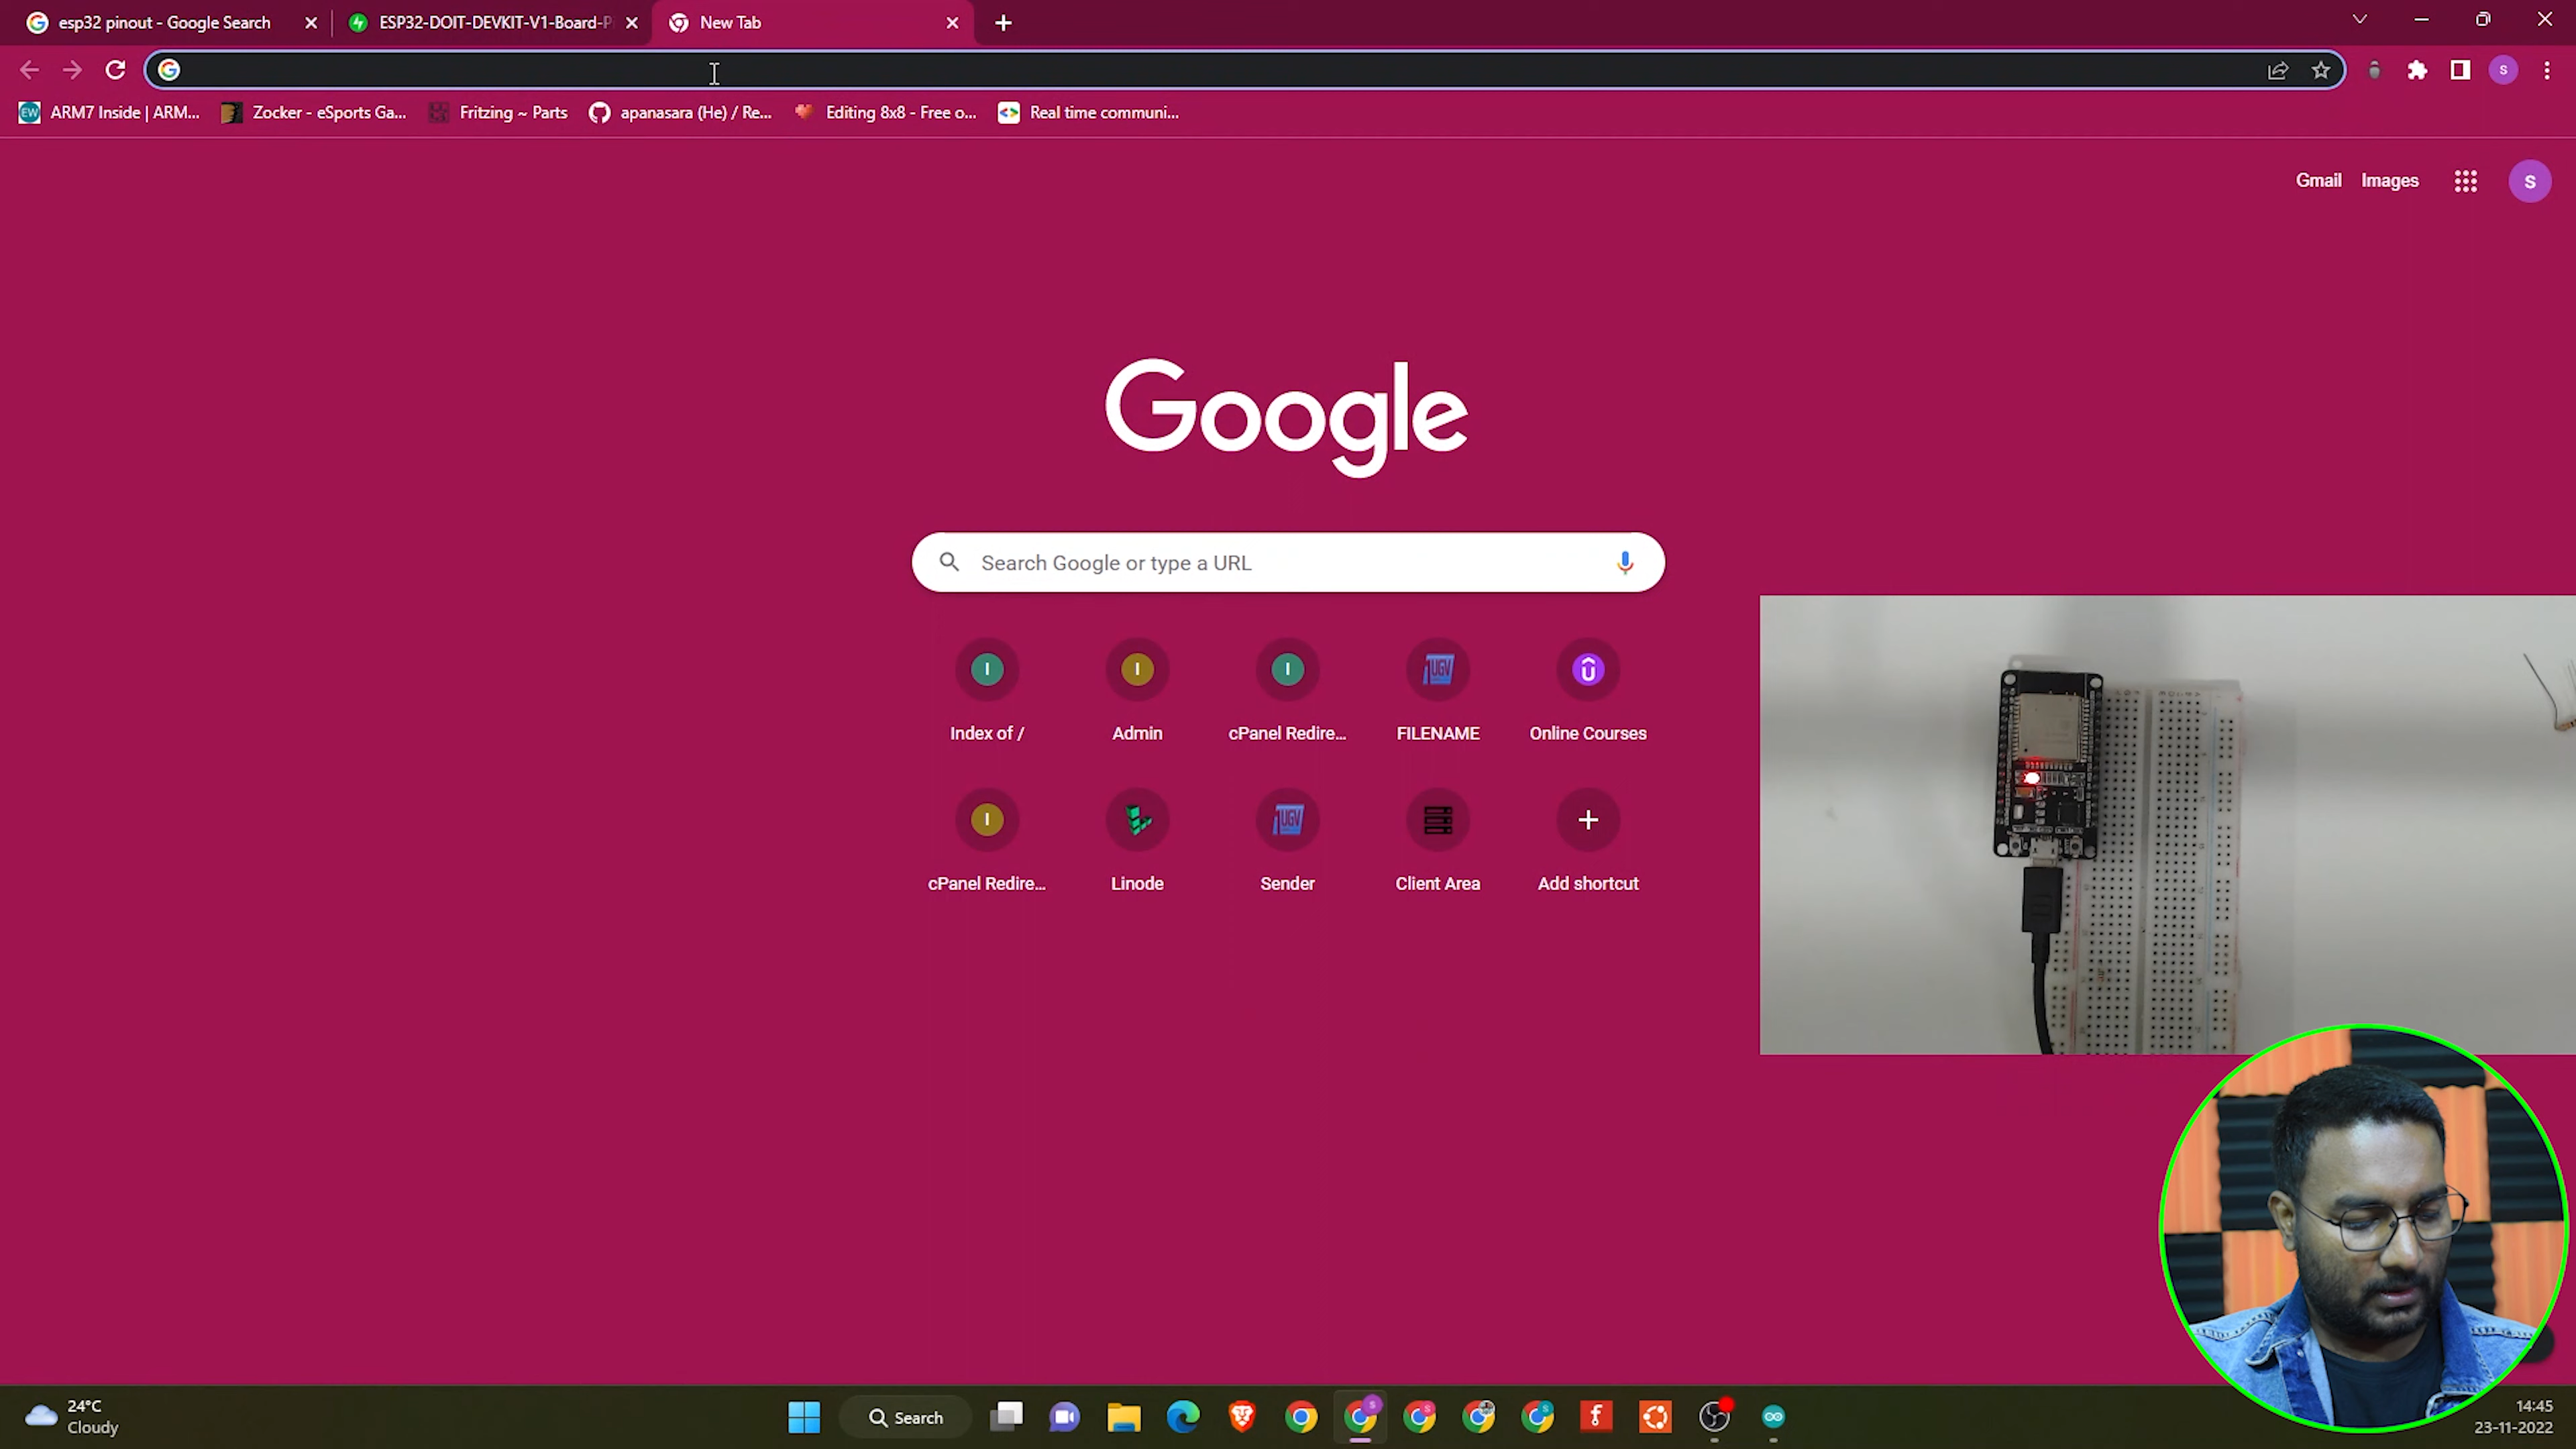 esp32 pinout - Google Search
ESP32-DOIT-DEVKIT-V1-Board-P
New Tab
ARM7 Inside | ARM...
Zocker - eSports Ga...
Fritzing ~ Parts
apanasara (He) / Re...
Editing 8x8 - Free o...
Real time communi...
Gmail
Images
S
Google
Search Google or type a URL
Index of /
Admin
cPanel Redire...
FILENAME
Online Courses
cPanel Redire...
Linode
Sender
Client Area
Add shortcut
24°C
Cloudy
Search
14:45
23-11-2022